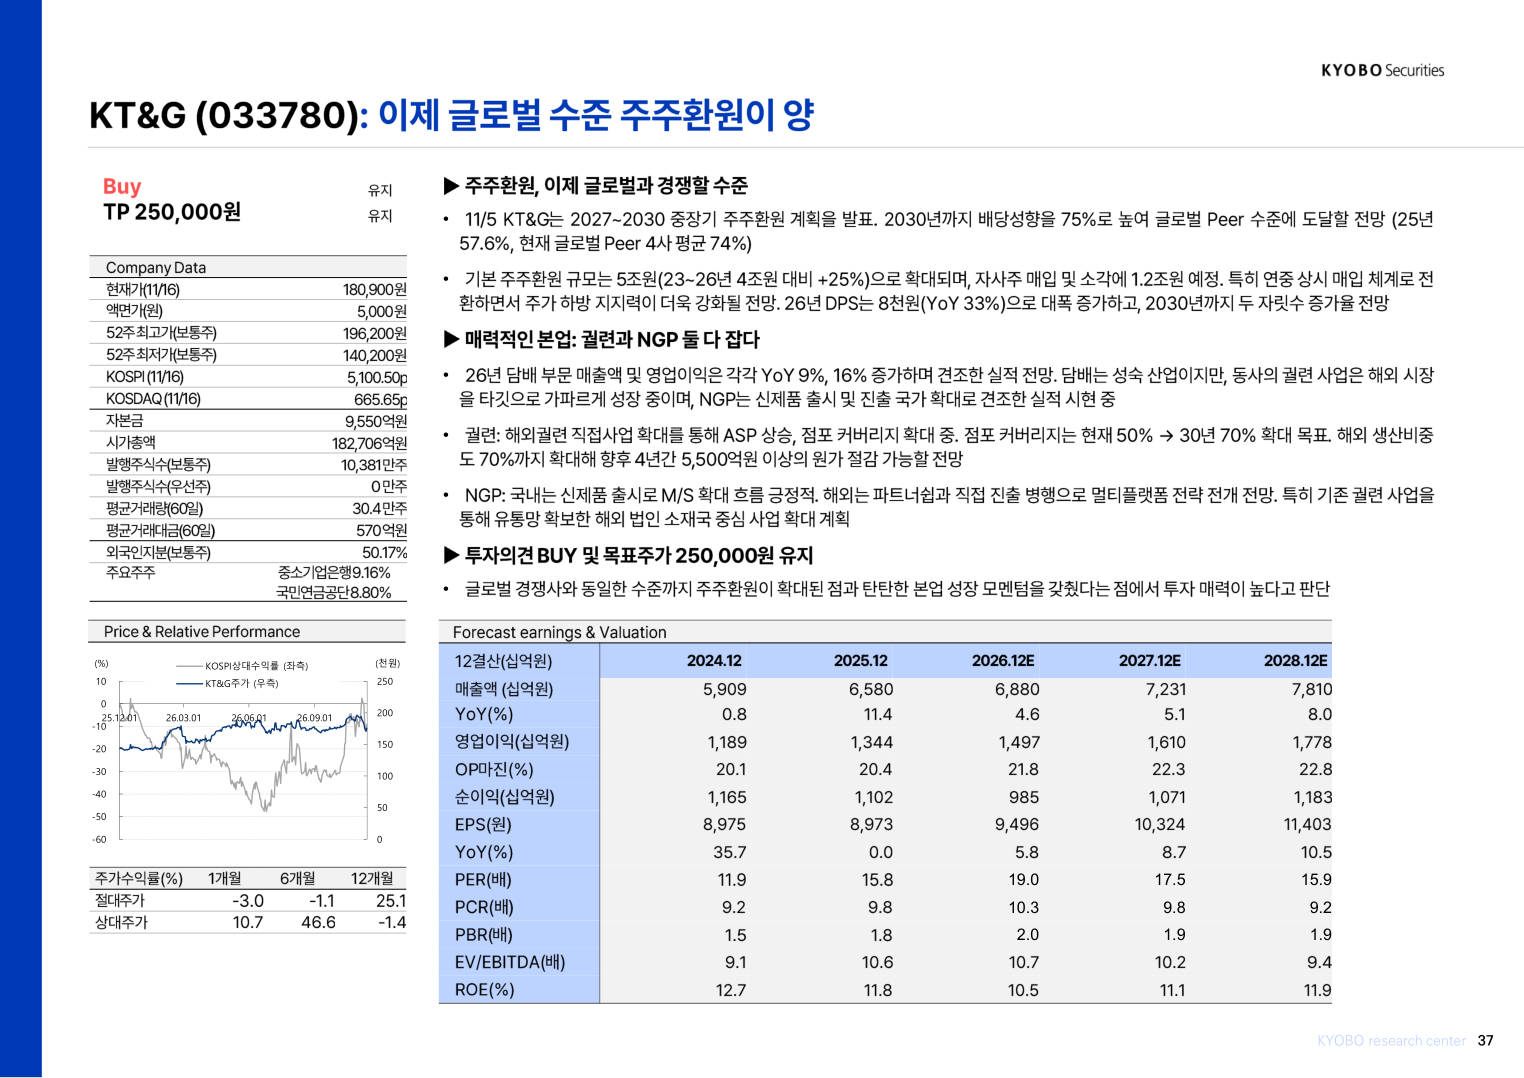 KYOBO Securities
KT&G (033780): 이제 글로벌 수준 주주환원이 양
Buy 유지
TP 250,000원 유지
Company Data
현재가(11/16) 180,900원
액면가(원) 5,000원
52주 최고가(보통주) 196,200원
52주 최저가(보통주) 140,200원
KOSPI (11/16) 5,100.50p
KOSDAQ (11/16) 665.65p
자본금 9,550억원
시가총액 182,706억원
발행주식수(보통주) 10,381만주
발행주식수(우선주) 0만주
평균거래량(60일) 30.4만주
평균거래대금(60일) 570억원
외국인지분(보통주) 50.17%
주요주주 중소기업은행9.16%
국민연금공단8.80%
Price & Relative Performance
(%) KOSPI상대수익률 (좌측) (천원)
KT&G주가 (우측)
10 250
0 200
25.12.01 26.03.01 26.06.01 26.09.01
-10
-20 150
-30 100
-40
-50 50
-60 0
주가수익률(%) 1개월 6개월 12개월
절대주가 -3.0 -1.1 25.1
상대주가 10.7 46.6 -1.4
▶ 주주환원, 이제 글로벌과 경쟁할 수준
• 11/5 KT&G는 2027~2030 중장기 주주환원 계획을 발표. 2030년까지 배당성향을 75%로 높여 글로벌 Peer 수준에 도달할 전망 (25년
57.6%, 현재 글로벌 Peer 4사 평균 74%)
• 기본 주주환원 규모는 5조원(23~26년 4조원 대비 +25%)으로 확대되며, 자사주 매입 및 소각에 1.2조원 예정. 특히 연중 상시 매입 체계로 전
환하면서 주가 하방 지지력이 더욱 강화될 전망. 26년 DPS는 8천원(YoY 33%)으로 대폭 증가하고, 2030년까지 두 자릿수 증가율 전망
▶ 매력적인 본업: 궐련과 NGP 둘 다 잡다
• 26년 담배 부문 매출액 및 영업이익은 각각 YoY 9%, 16% 증가하며 견조한 실적 전망. 담배는 성숙 산업이지만, 동사의 궐련 사업은 해외 시장
을 타깃으로 가파르게 성장 중이며, NGP는 신제품 출시 및 진출 국가 확대로 견조한 실적 시현 중
• 궐련: 해외궐련 직접사업 확대를 통해 ASP 상승, 점포 커버리지 확대 중. 점포 커버리지는 현재 50% → 30년 70% 확대 목표. 해외 생산비중
도 70%까지 확대해 향후 4년간 5,500억원 이상의 원가 절감 가능할 전망
• NGP: 국내는 신제품 출시로 M/S 확대 흐름 긍정적. 해외는 파트너쉽과 직접 진출 병행으로 멀티플랫폼 전략 전개 전망. 특히 기존 궐련 사업을
통해 유통망 확보한 해외 법인 소재국 중심 사업 확대 계획
▶ 투자의견 BUY 및 목표주가 250,000원 유지
• 글로벌 경쟁사와 동일한 수준까지 주주환원이 확대된 점과 탄탄한 본업 성장 모멘텀을 갖췄다는 점에서 투자 매력이 높다고 판단
Forecast earnings & Valuation
12결산(십억원) 2024.12 2025.12 2026.12E 2027.12E 2028.12E
매출액 (십억원) 5,909 6,580 6,880 7,231 7,810
YoY(%) 0.8 11.4 4.6 5.1 8.0
영업이익(십억원) 1,189 1,344 1,497 1,610 1,778
OP마진(%) 20.1 20.4 21.8 22.3 22.8
순이익(십억원) 1,165 1,102 985 1,071 1,183
EPS(원) 8,975 8,973 9,496 10,324 11,403
YoY(%) 35.7 0.0 5.8 8.7 10.5
PER(배) 11.9 15.8 19.0 17.5 15.9
PCR(배) 9.2 9.8 10.3 9.8 9.2
PBR(배) 1.5 1.8 2.0 1.9 1.9
EV/EBITDA(배) 9.1 10.6 10.7 10.2 9.4
ROE(%) 12.7 11.8 10.5 11.1 11.9
KYOBO research center 37